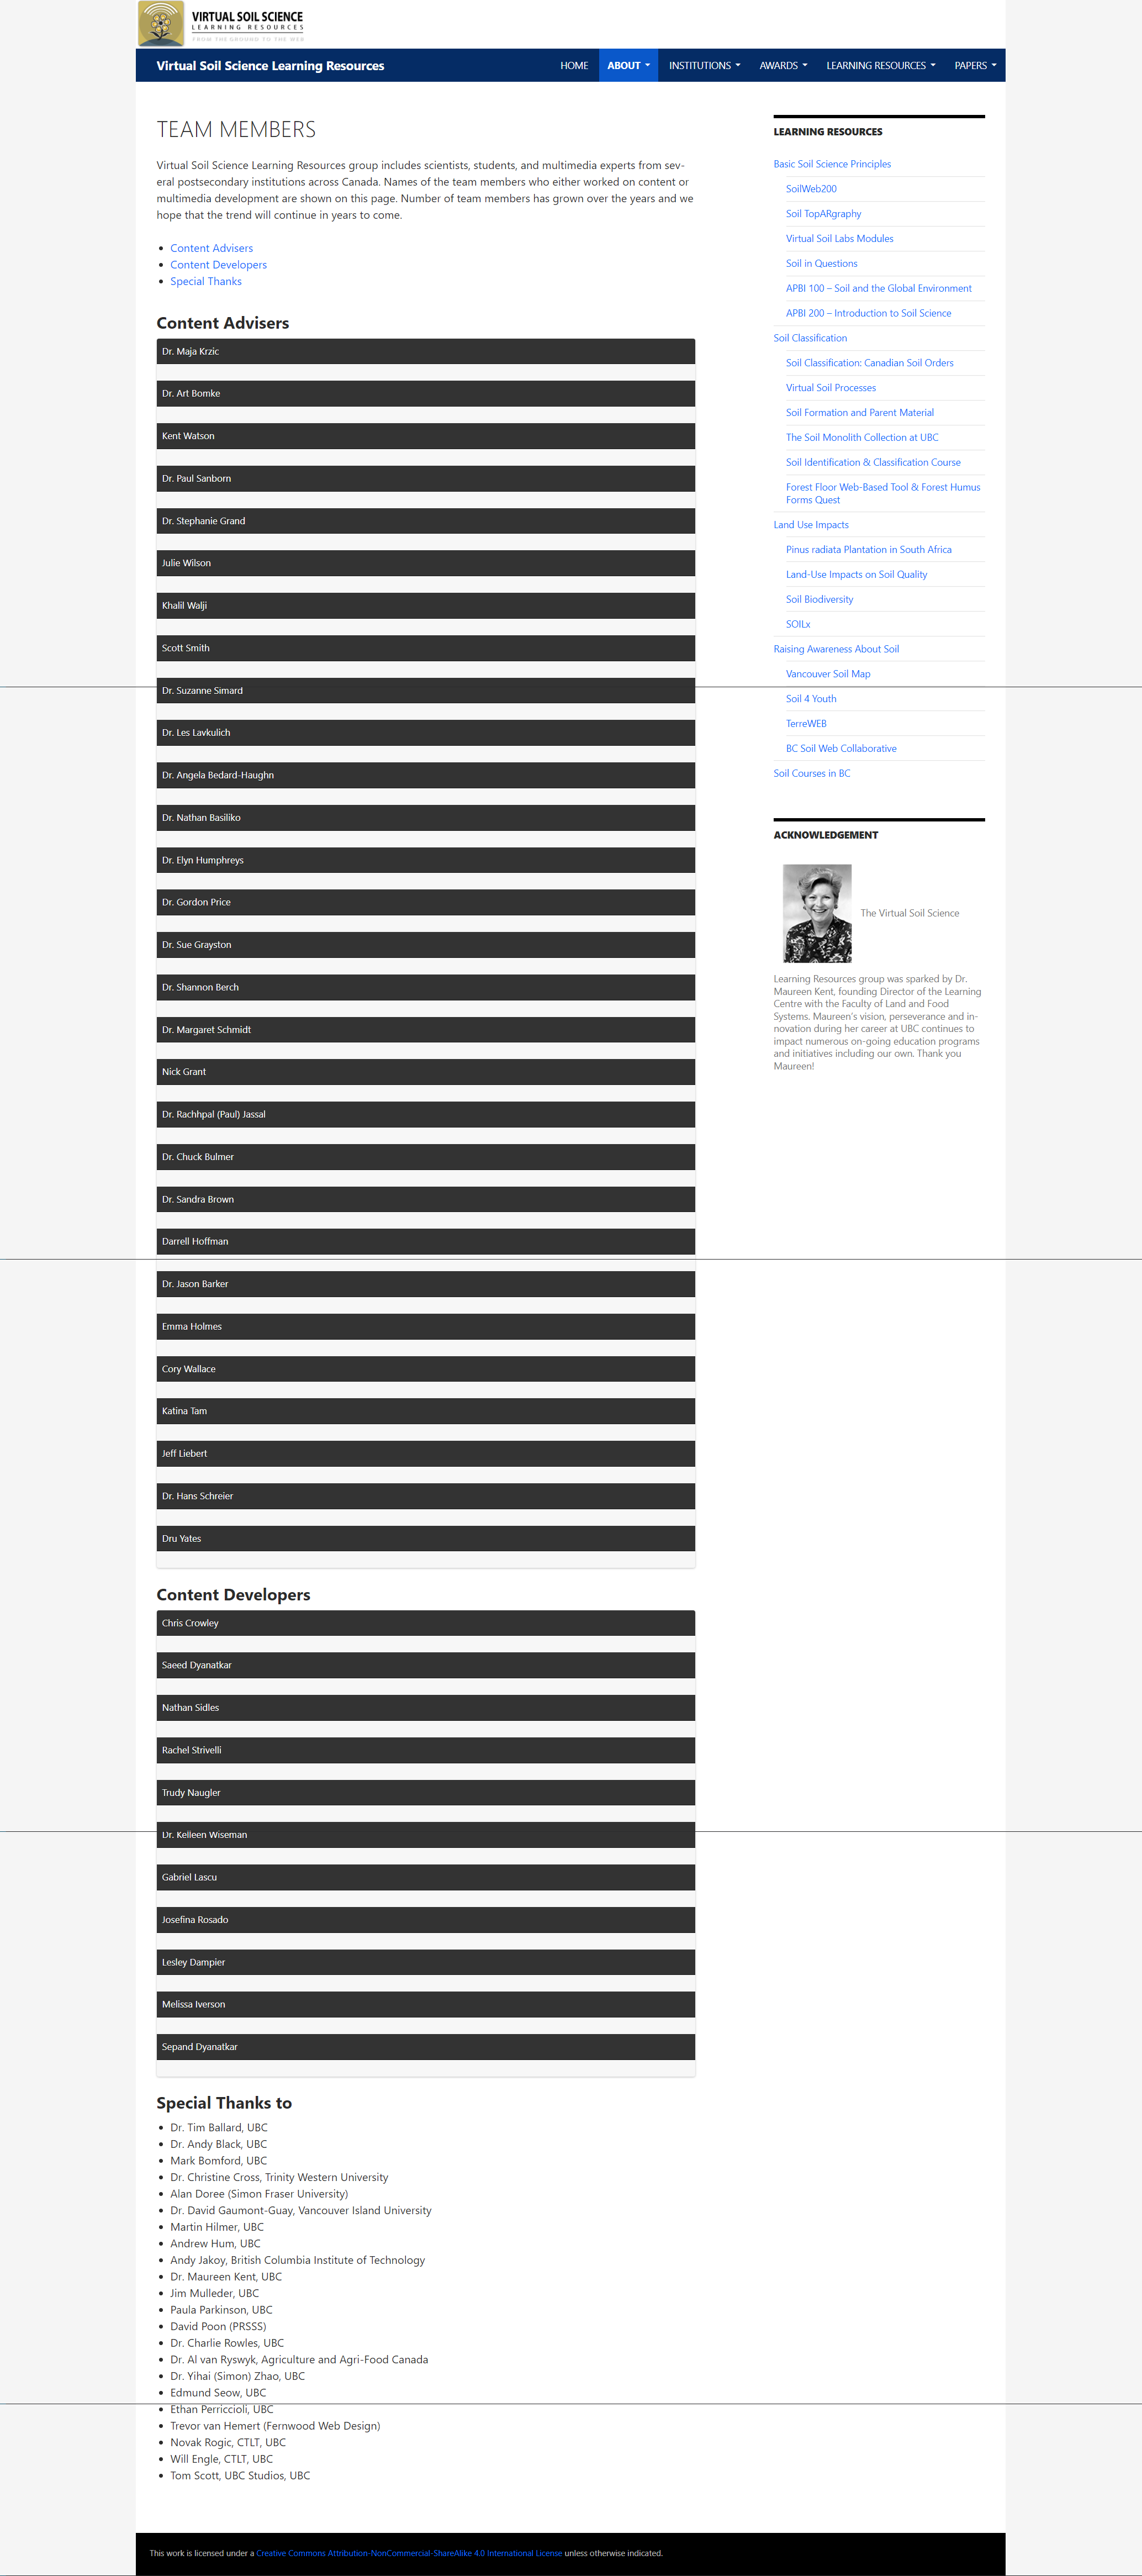 VIRTUAL SOIL SCIENCE
LEARNING RESOURCES
FROM THE GROUND TO THE WEB
Virtual Soil Science Learning Resources
HOME
ABOUT
INSTITUTIONS
AWARDS
LEARNING RESOURCES
PAPERS
TEAM MEMBERS
Virtual Soil Science Learning Resources group includes scientists, students, and multimedia experts from sev-
eral postsecondary institutions across Canada. Names of the team members who either worked on content or
multimedia development are shown on this page. Number of team members has grown over the years and we
hope that the trend will continue in years to come.
Content Advisers
Content Developers
Special Thanks
Content Advisers
Dr. Maja Krzic
Dr. Art Bomke
Kent Watson
Dr. Paul Sanborn
Dr. Stephanie Grand
Julie Wilson
Khalil Walji
Scott Smith
Dr. Suzanne Simard
Dr. Les Lavkulich
Dr. Angela Bedard-Haughn
Dr. Nathan Basiliko
Dr. Elyn Humphreys
Dr. Gordon Price
Dr. Sue Grayston
Dr. Shannon Berch
Dr. Margaret Schmidt
Nick Grant
Dr. Rachhpal (Paul) Jassal
Dr. Chuck Bulmer
Dr. Sandra Brown
Darrell Hoffman
Dr. Jason Barker
Emma Holmes
Cory Wallace
Katina Tam
Jeff Liebert
Dr. Hans Schreier
Dru Yates
Content Developers
Chris Crowley
Saeed Dyanatkar
Nathan Sidles
Rachel Strivelli
Trudy Naugler
Dr. Kelleen Wiseman
Gabriel Lascu
Josefina Rosado
Lesley Dampier
Melissa Iverson
Sepand Dyanatkar
Special Thanks to
Dr. Tim Ballard, UBC
Dr. Andy Black, UBC
Mark Bomford, UBC
Dr. Christine Cross, Trinity Western University
Alan Doree (Simon Fraser University)
Dr. David Gaumont-Guay, Vancouver Island University
Martin Hilmer, UBC
Andrew Hum, UBC
Andy Jakoy, British Columbia Institute of Technology
Dr. Maureen Kent, UBC
Jim Mulleder, UBC
Paula Parkinson, UBC
David Poon (PRSSS)
Dr. Charlie Rowles, UBC
Dr. Al van Ryswyk, Agriculture and Agri-Food Canada
Dr. Yihai (Simon) Zhao, UBC
Edmund Seow, UBC
Ethan Perriccioli, UBC
Trevor van Hemert (Fernwood Web Design)
Novak Rogic, CTLT, UBC
Will Engle, CTLT, UBC
Tom Scott, UBC Studios, UBC
LEARNING RESOURCES
Basic Soil Science Principles
SoilWeb200
Soil TopARgraphy
Virtual Soil Labs Modules
Soil in Questions
APBI 100 – Soil and the Global Environment
APBI 200 – Introduction to Soil Science
Soil Classification
Soil Classification: Canadian Soil Orders
Virtual Soil Processes
Soil Formation and Parent Material
The Soil Monolith Collection at UBC
Soil Identification & Classification Course
Forest Floor Web-Based Tool & Forest Humus
Forms Quest
Land Use Impacts
Pinus radiata Plantation in South Africa
Land-Use Impacts on Soil Quality
Soil Biodiversity
SOILx
Raising Awareness About Soil
Vancouver Soil Map
Soil 4 Youth
TerreWEB
BC Soil Web Collaborative
Soil Courses in BC
ACKNOWLEDGEMENT
The Virtual Soil Science
Learning Resources group was sparked by Dr.
Maureen Kent, founding Director of the Learning
Centre with the Faculty of Land and Food
Systems. Maureen's vision, perseverance and in-
novation during her career at UBC continues to
impact numerous on-going education programs
and initiatives including our own. Thank you
Maureen!
This work is licensed under a Creative Commons Attribution-NonCommercial-ShareAlike 4.0 International License unless otherwise indicated.